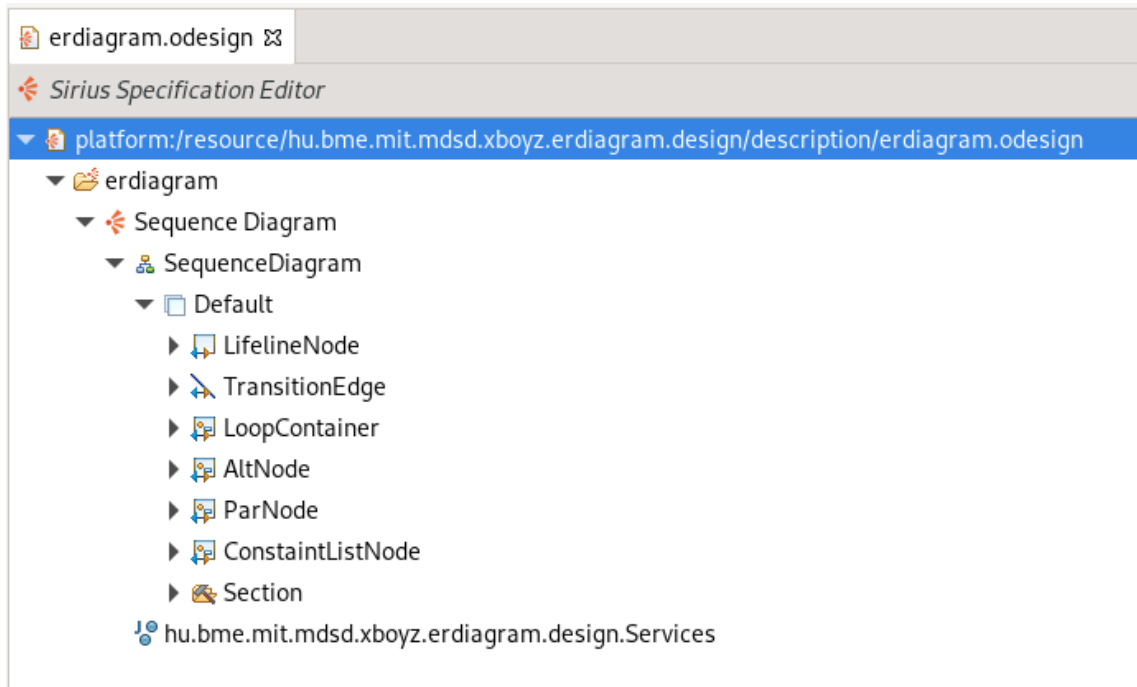 erdiagram.odesign
Sirius Specification Editor
platform:/resource/hu.bme.mit.mdsd.xboyz.erdiagram.design/description/erdiagram.odesign
erdiagram
Sequence Diagram
SequenceDiagram
Default
LifelineNode
TransitionEdge
LoopContainer
AltNode
ParNode
ConstaintListNode
Section
hu.bme.mit.mdsd.xboyz.erdiagram.design.Services